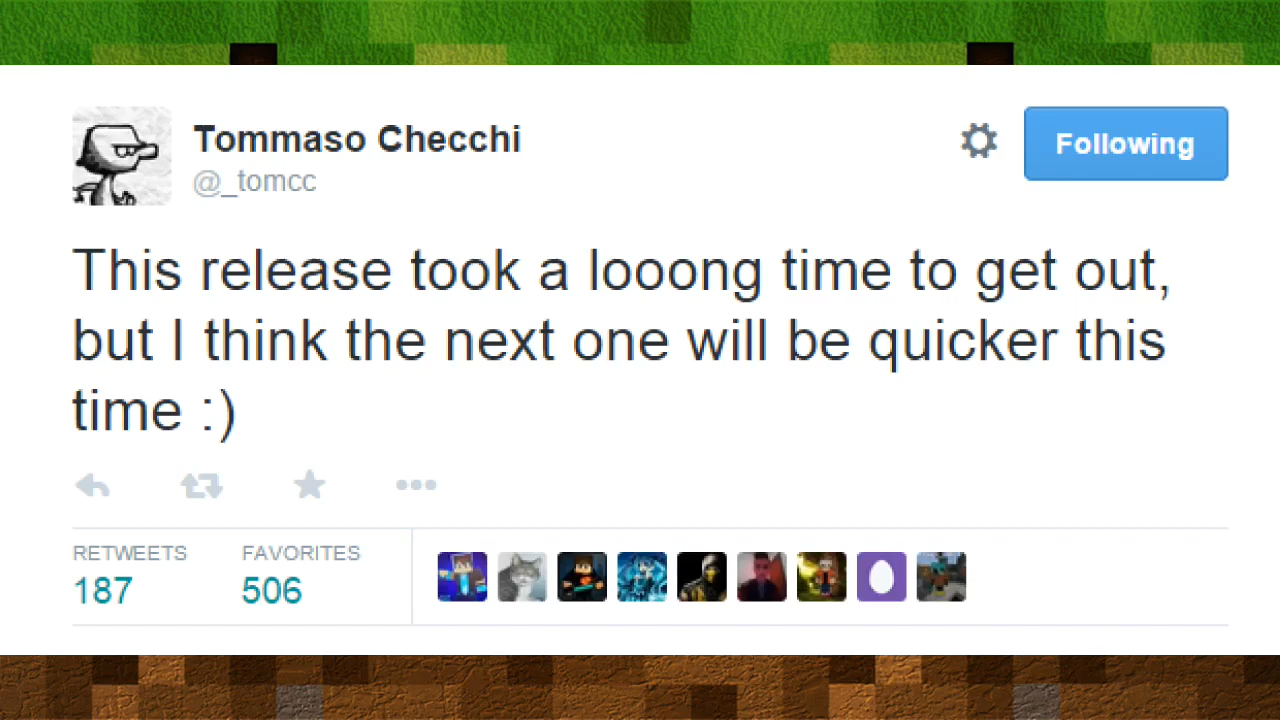 Tommaso Checchi
@_tomcc
Following
This release took a looong time to get out,
but I think the next one will be quicker this
time :)
RETWEETS
187
FAVORITES
506